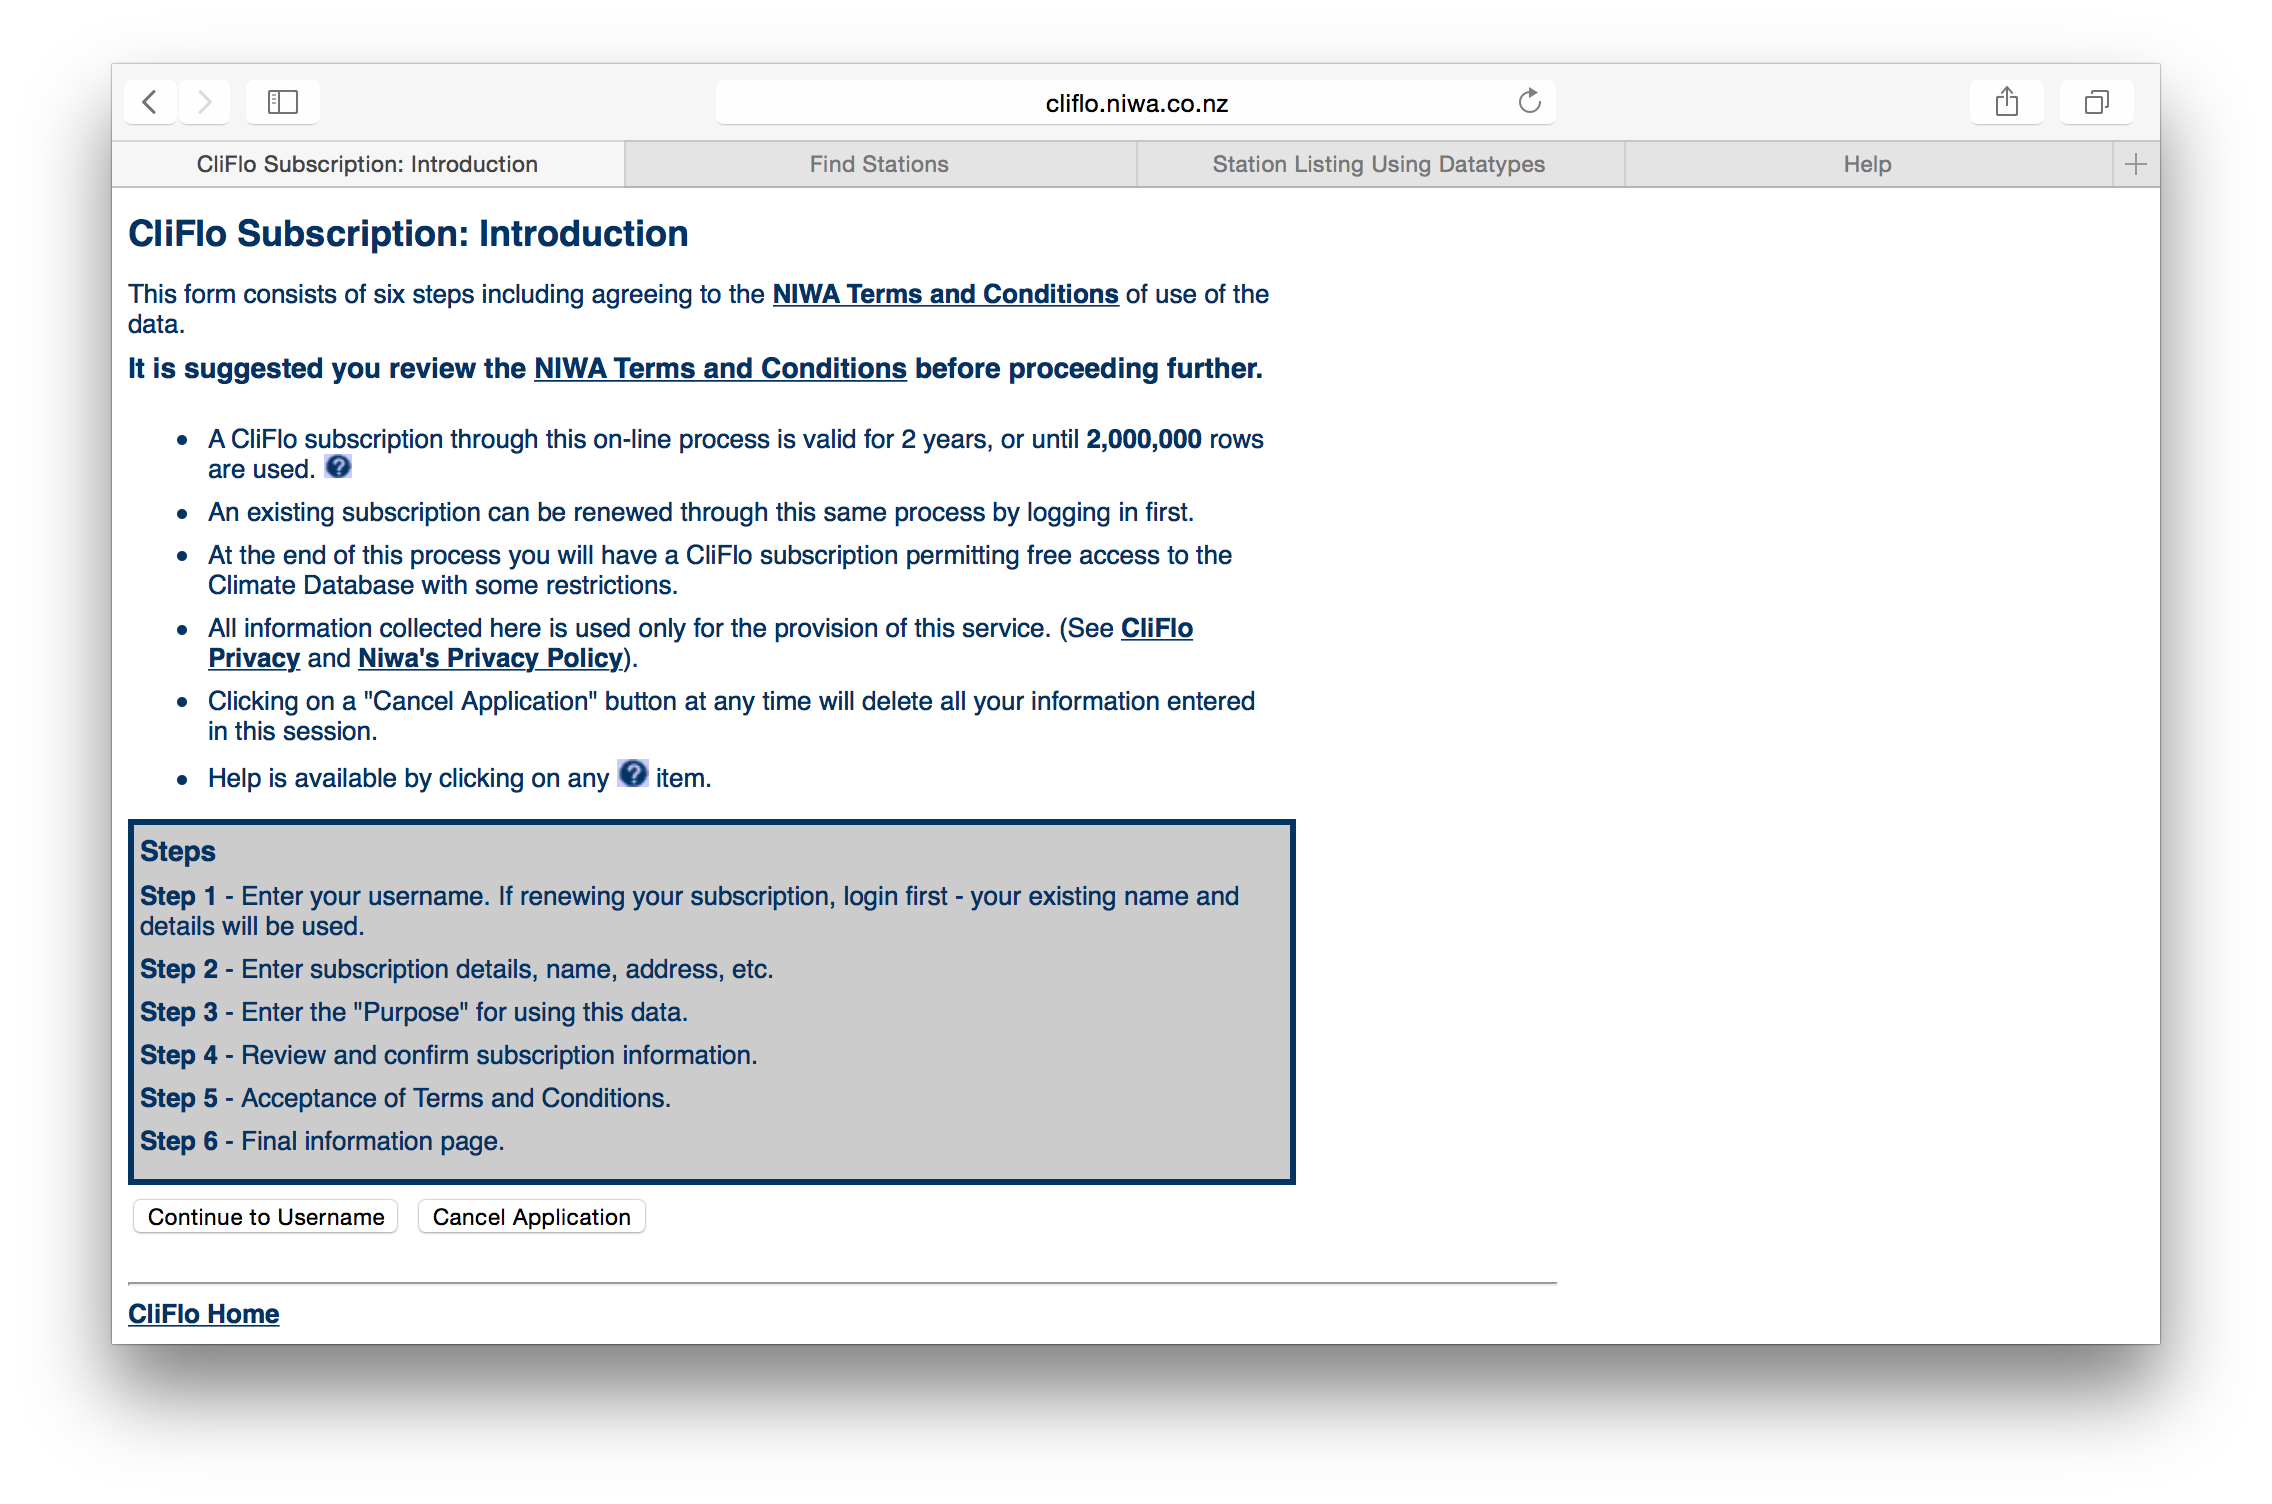 cliflo.niwa.co.nz
CliFlo Subscription: Introduction
Find Stations
Station Listing Using Datatypes
Help
CliFlo Subscription: Introduction
This form consists of six steps including agreeing to the NIWA Terms and Conditions of use of the
data.
It is suggested you review the NIWA Terms and Conditions before proceeding further.
• A CliFlo subscription through this on-line process is valid for 2 years, or until 2,000,000 rows
are used. ?
• An existing subscription can be renewed through this same process by logging in first.
• At the end of this process you will have a CliFlo subscription permitting free access to the
Climate Database with some restrictions.
• All information collected here is used only for the provision of this service. (See CliFlo
Privacy and Niwa's Privacy Policy).
• Clicking on a "Cancel Application" button at any time will delete all your information entered
in this session.
• Help is available by clicking on any ? item.
Steps
Step 1 - Enter your username. If renewing your subscription, login first - your existing name and
details will be used.
Step 2 - Enter subscription details, name, address, etc.
Step 3 - Enter the "Purpose" for using this data.
Step 4 - Review and confirm subscription information.
Step 5 - Acceptance of Terms and Conditions.
Step 6 - Final information page.
Continue to Username
Cancel Application
CliFlo Home